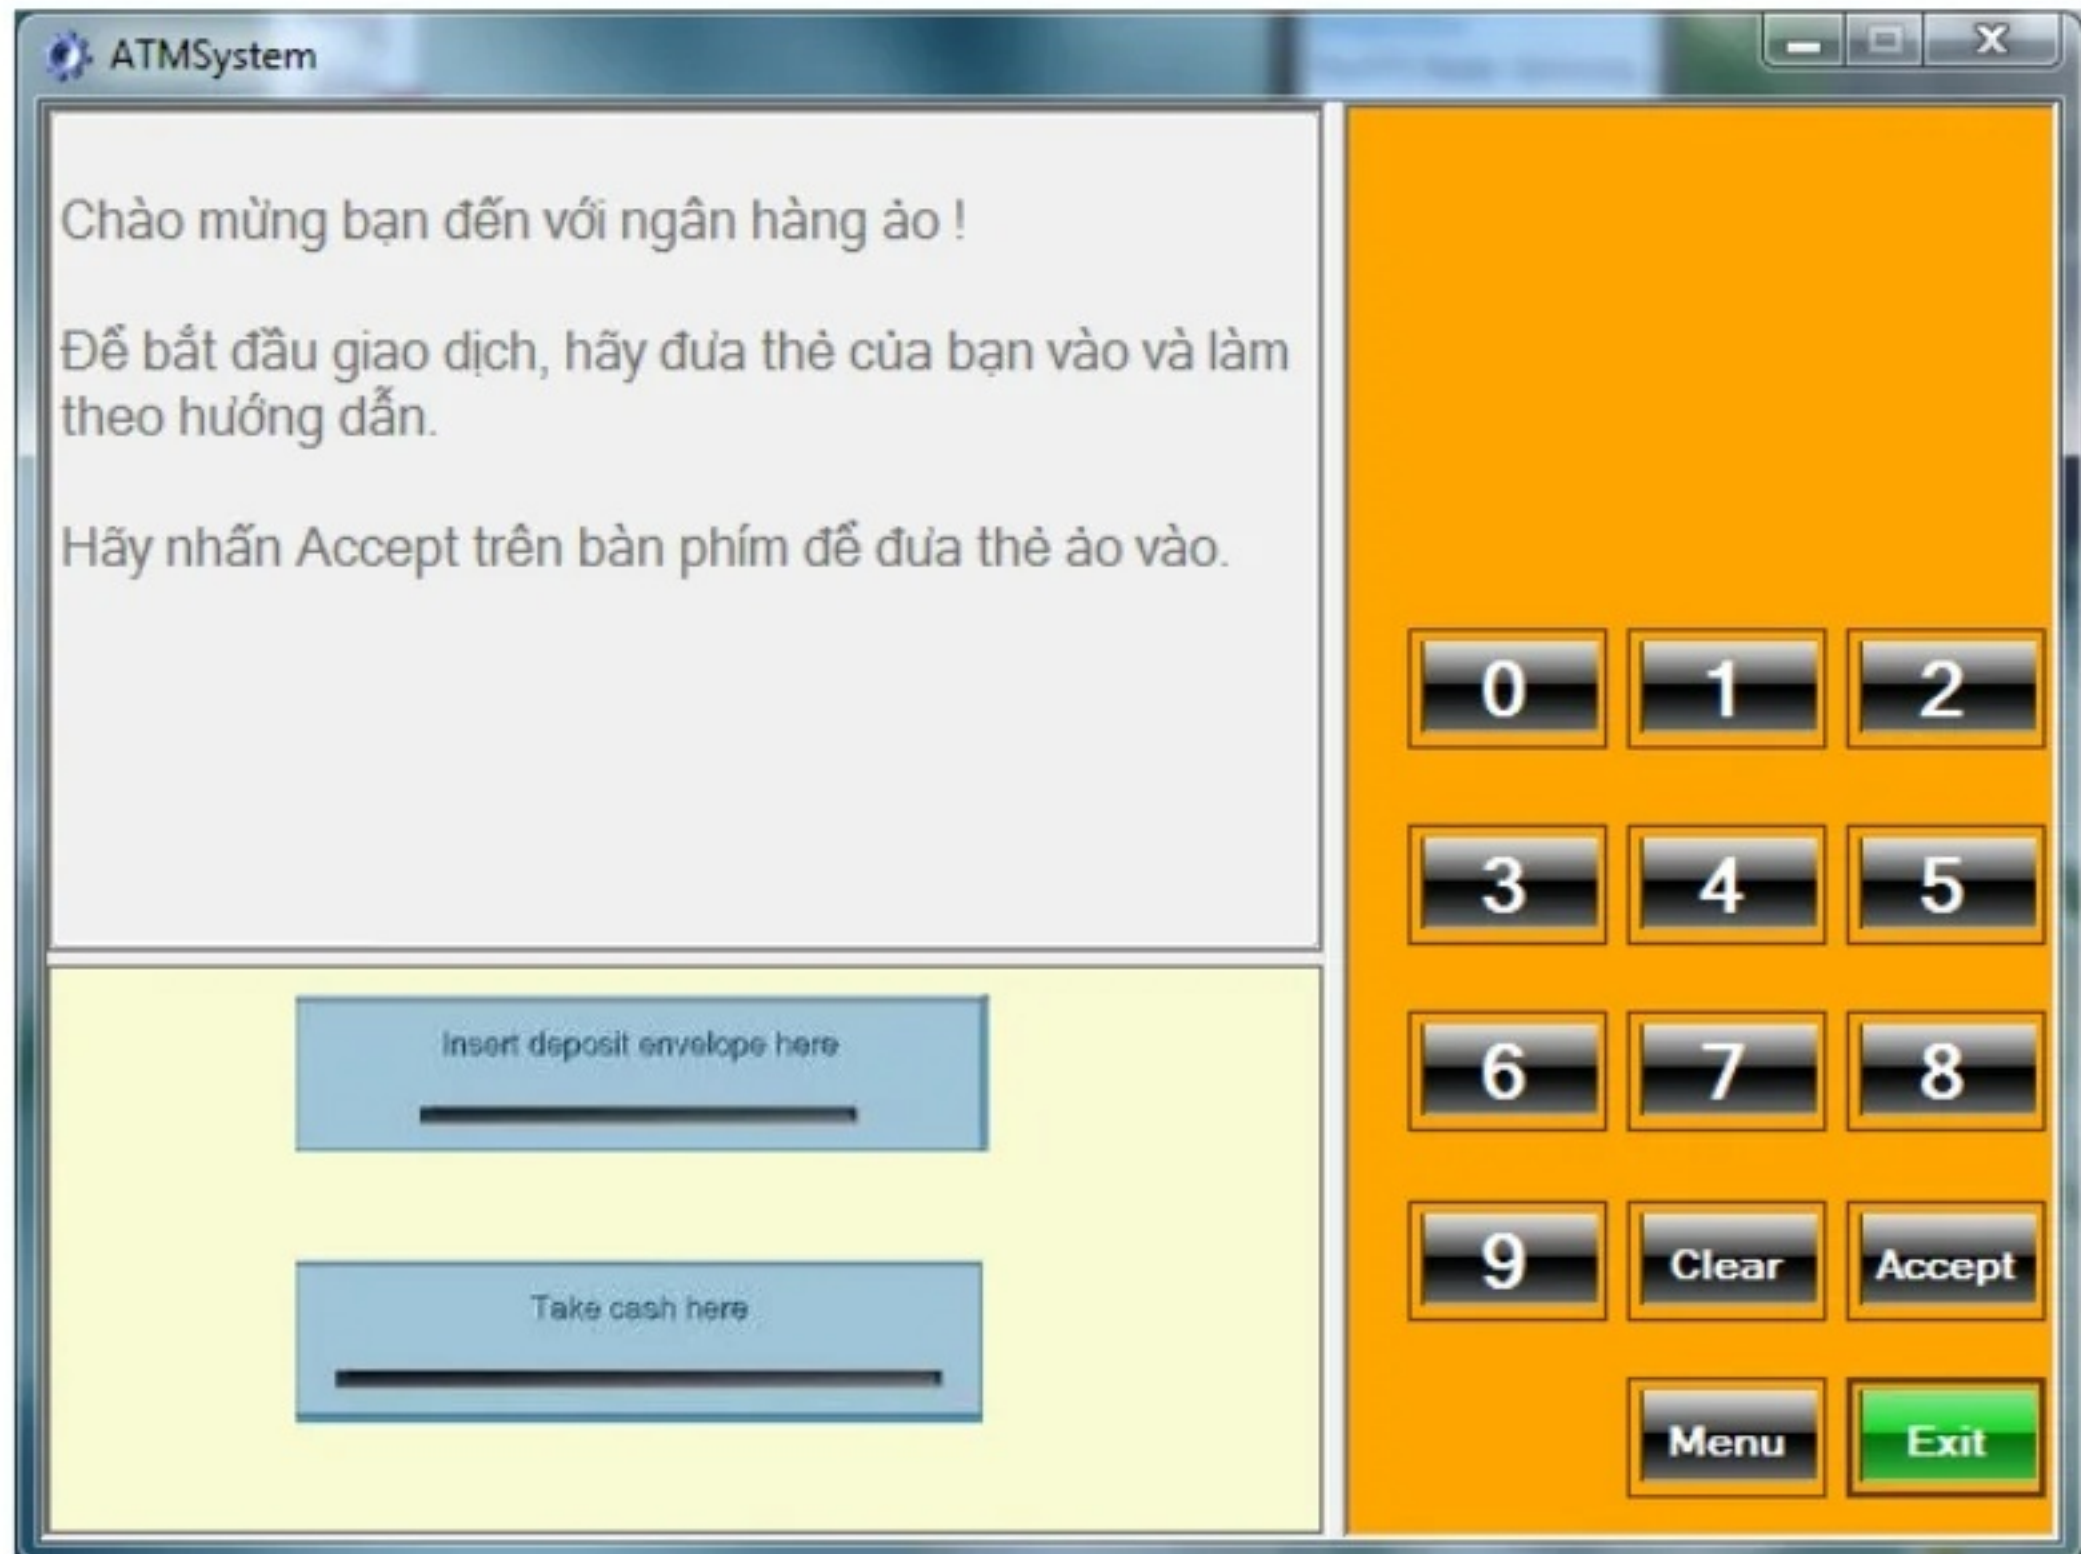 ATMSystem
Chào mừng bạn đến với ngân hàng ảo !
Để bắt đầu giao dịch, hãy đưa thẻ của bạn vào và làm
theo hướng dẫn.
Hãy nhấn Accept trên bàn phím để đưa thẻ ảo vào.
Insert deposit envelope here
Take cash here
0 1 2
3 4 5
6 7 8
9 Clear Accept
Menu Exit